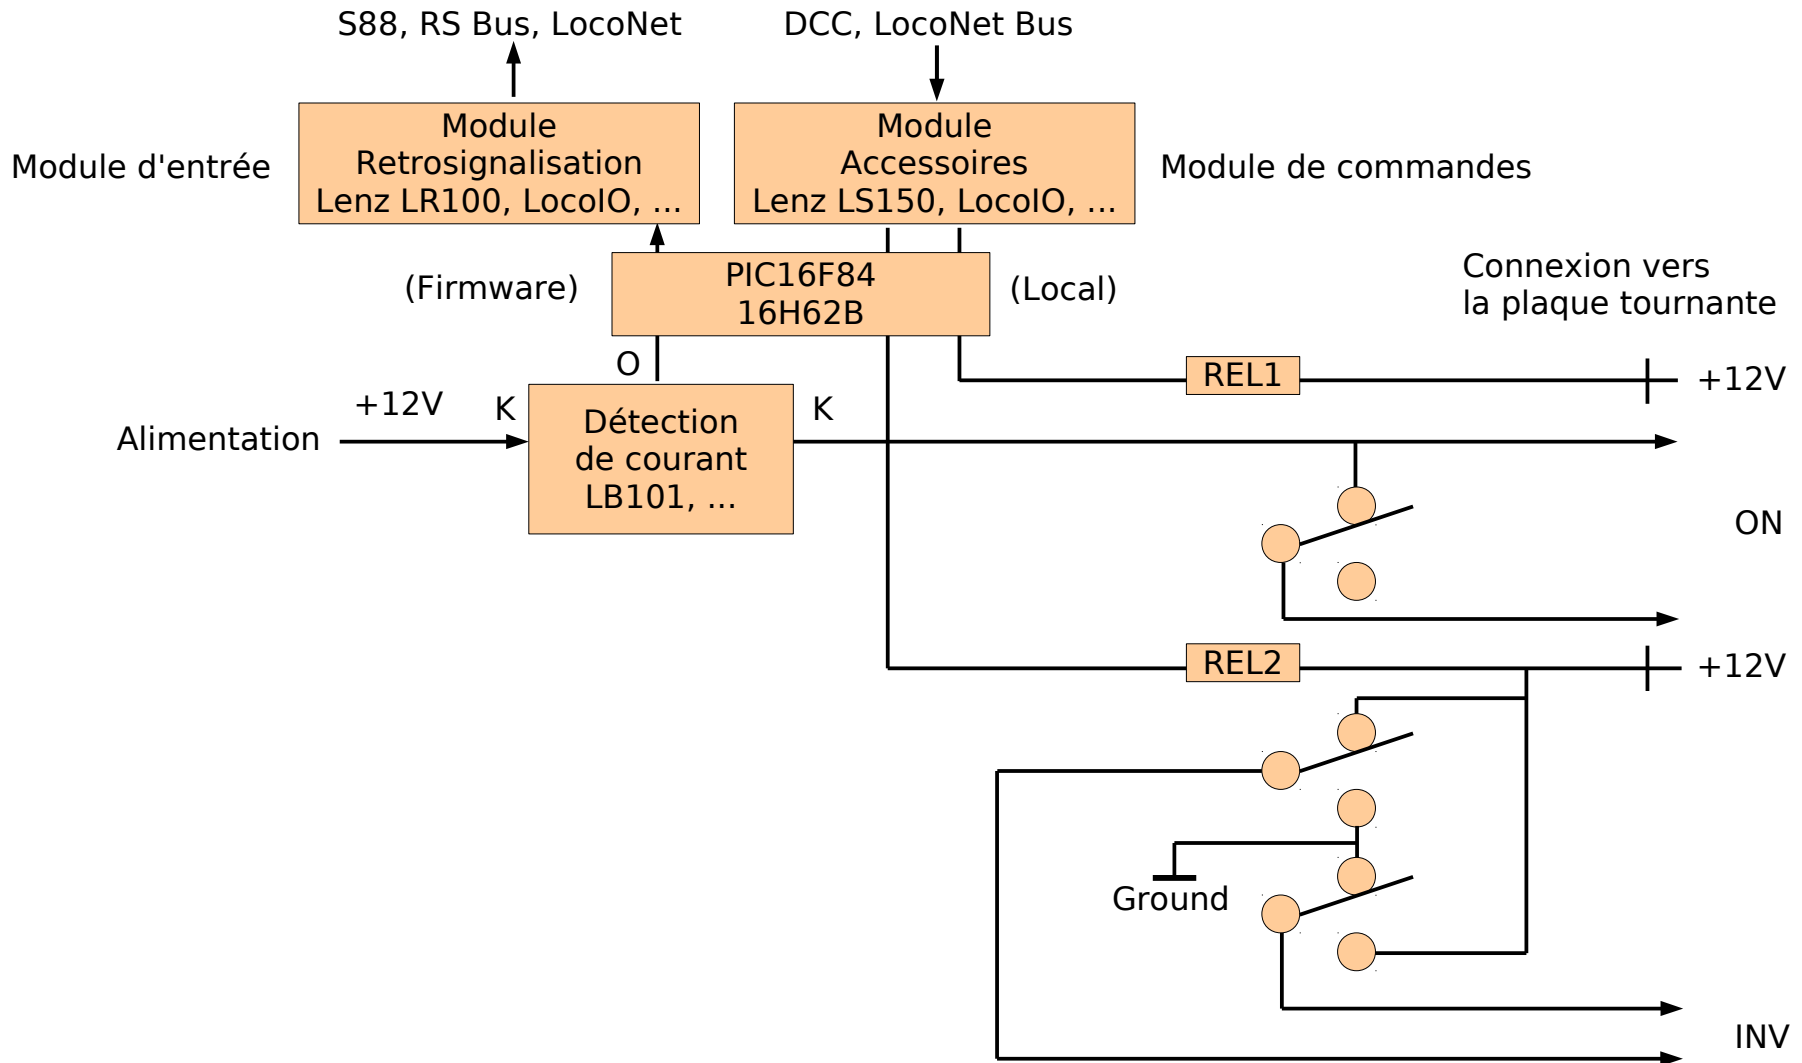 S88, RS Bus, LocoNet
DCC, LocoNet Bus
Module d'entrée
Module
Retrosignalisation
Lenz LR100, LocoIO, ...
Module
Accessoires
Lenz LS150, LocoIO, ...
Module de commandes
(Firmware)
PIC16F84
16H62B
(Local)
Connexion vers
la plaque tournante
O
REL1
+12V
Alimentation
+12V
K
Détection
de courant
LB101, ...
K
ON
REL2
+12V
Ground
INV